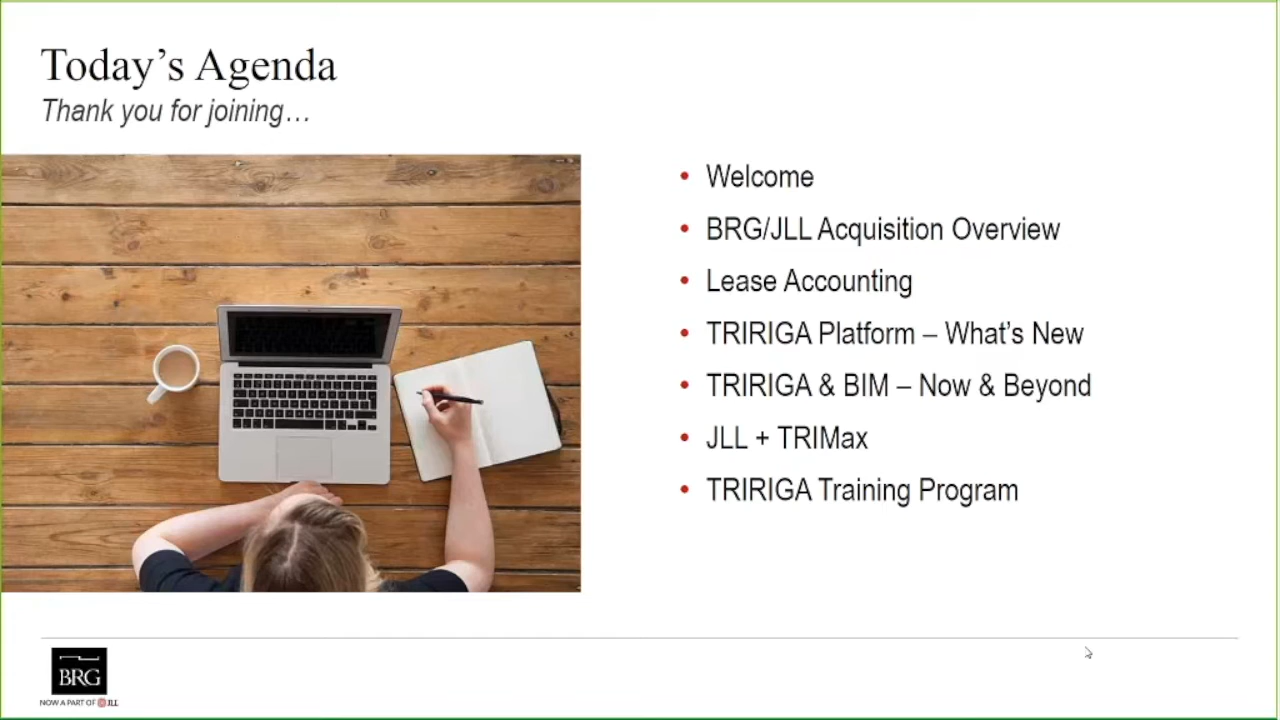 Today’s Agenda
Thank you for joining…
Welcome
BRG/JLL Acquisition Overview
Lease Accounting
TRIRIGA Platform – What’s New
TRIRIGA & BIM – Now & Beyond
JLL + TRIMax
TRIRIGA Training Program
BRG
NOW A PART OF JLL